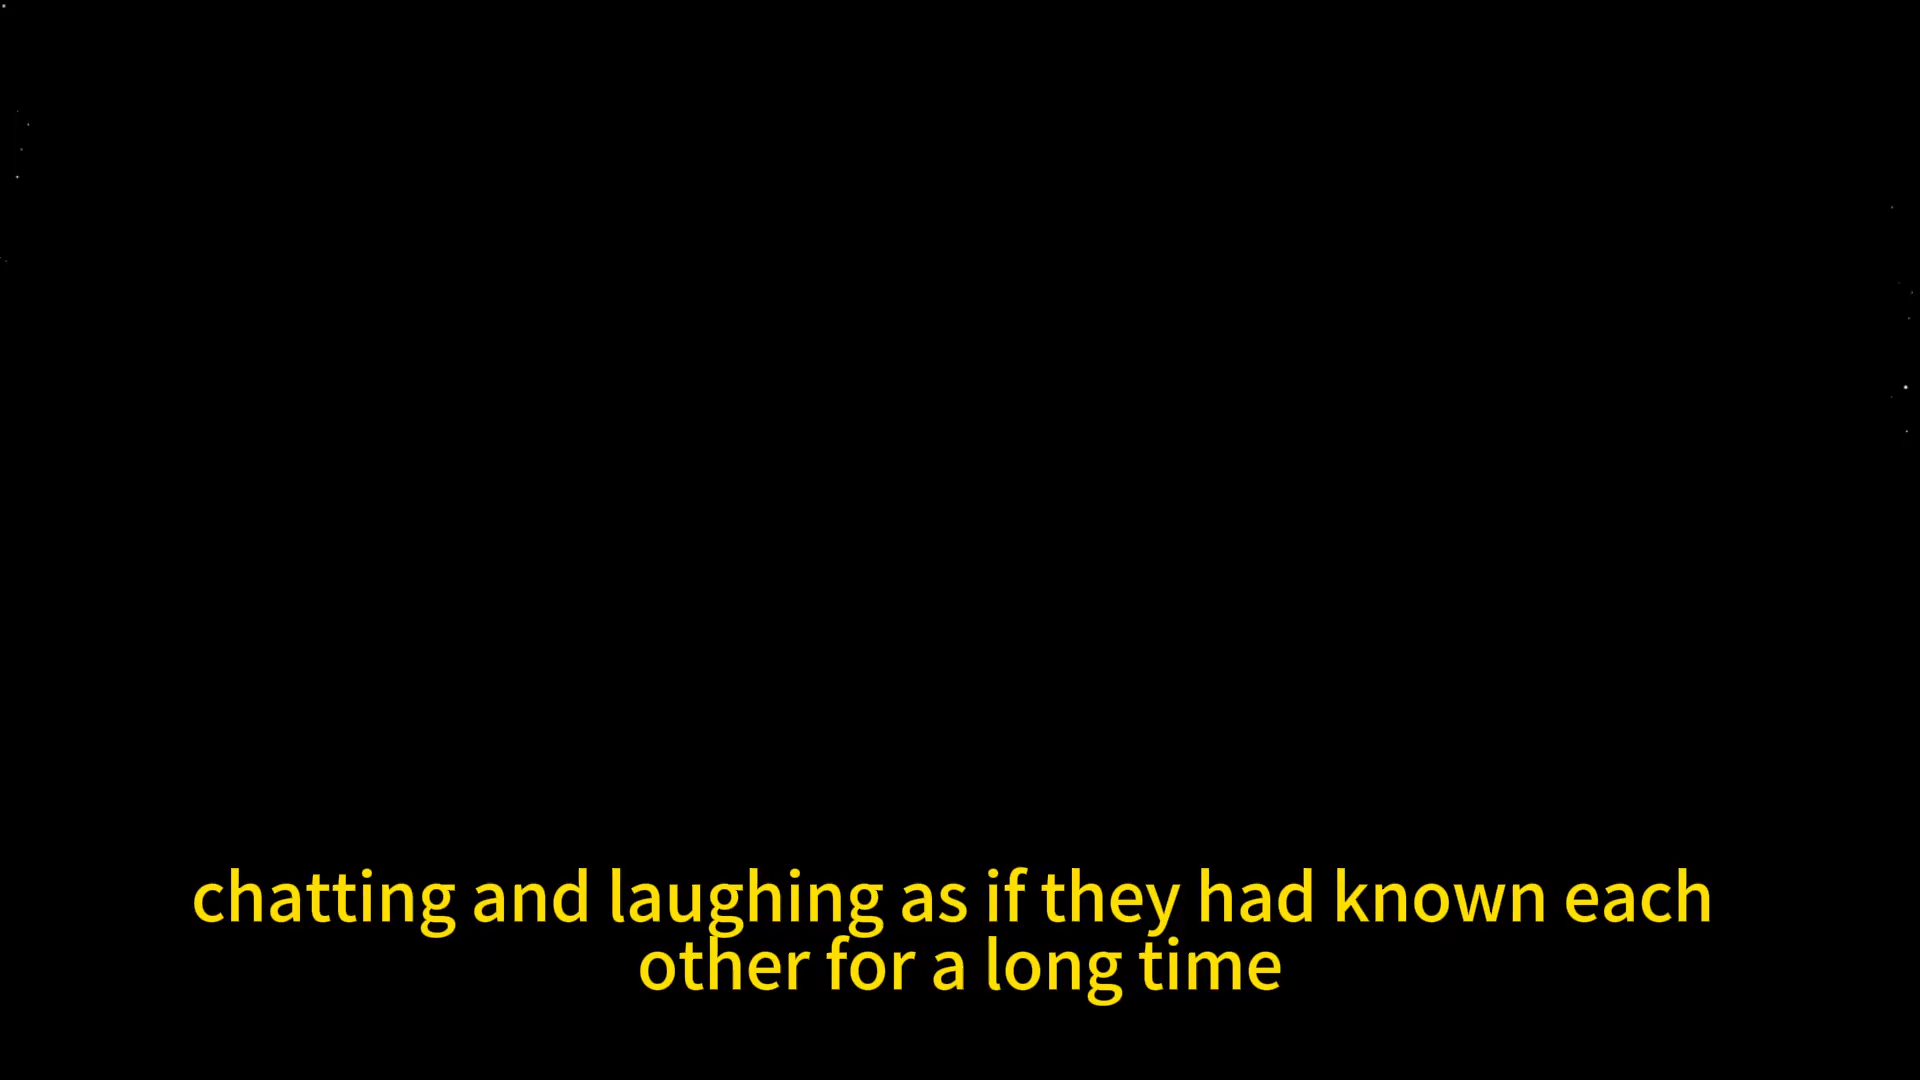 chatting and laughing as if they had known each
other for a long time